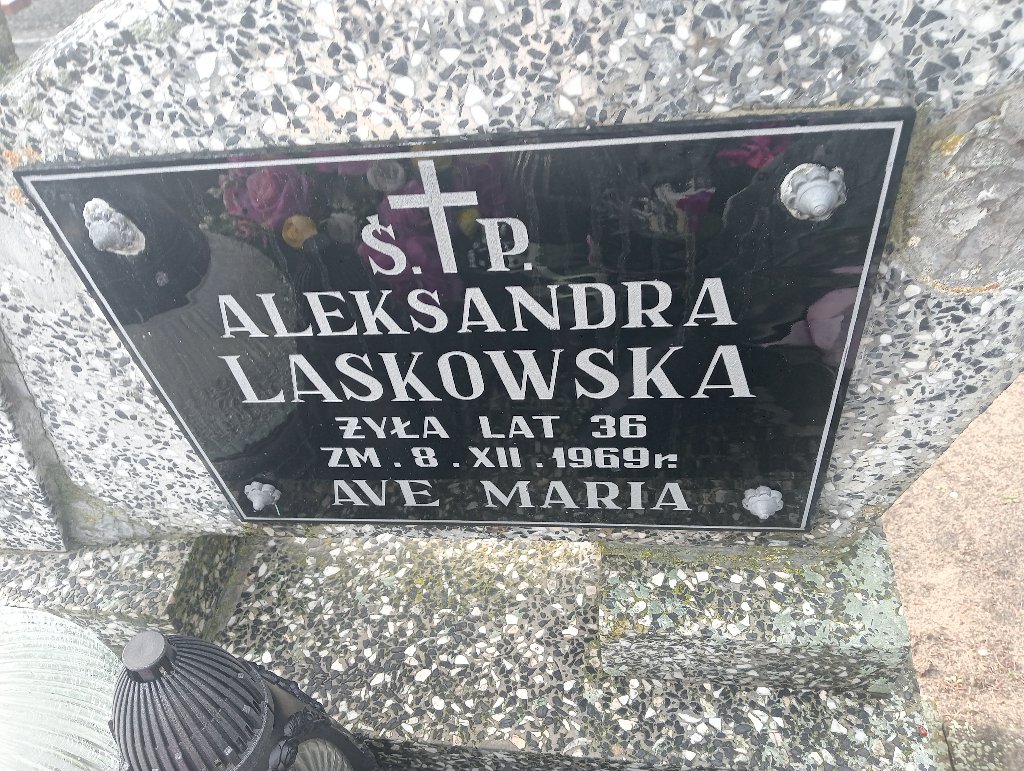 Ś. P.
ALEKSANDRA
LASKOWSKA
ŻYŁA LAT 36
ZM. 8. XII. 1969 r.
AVE MARIA